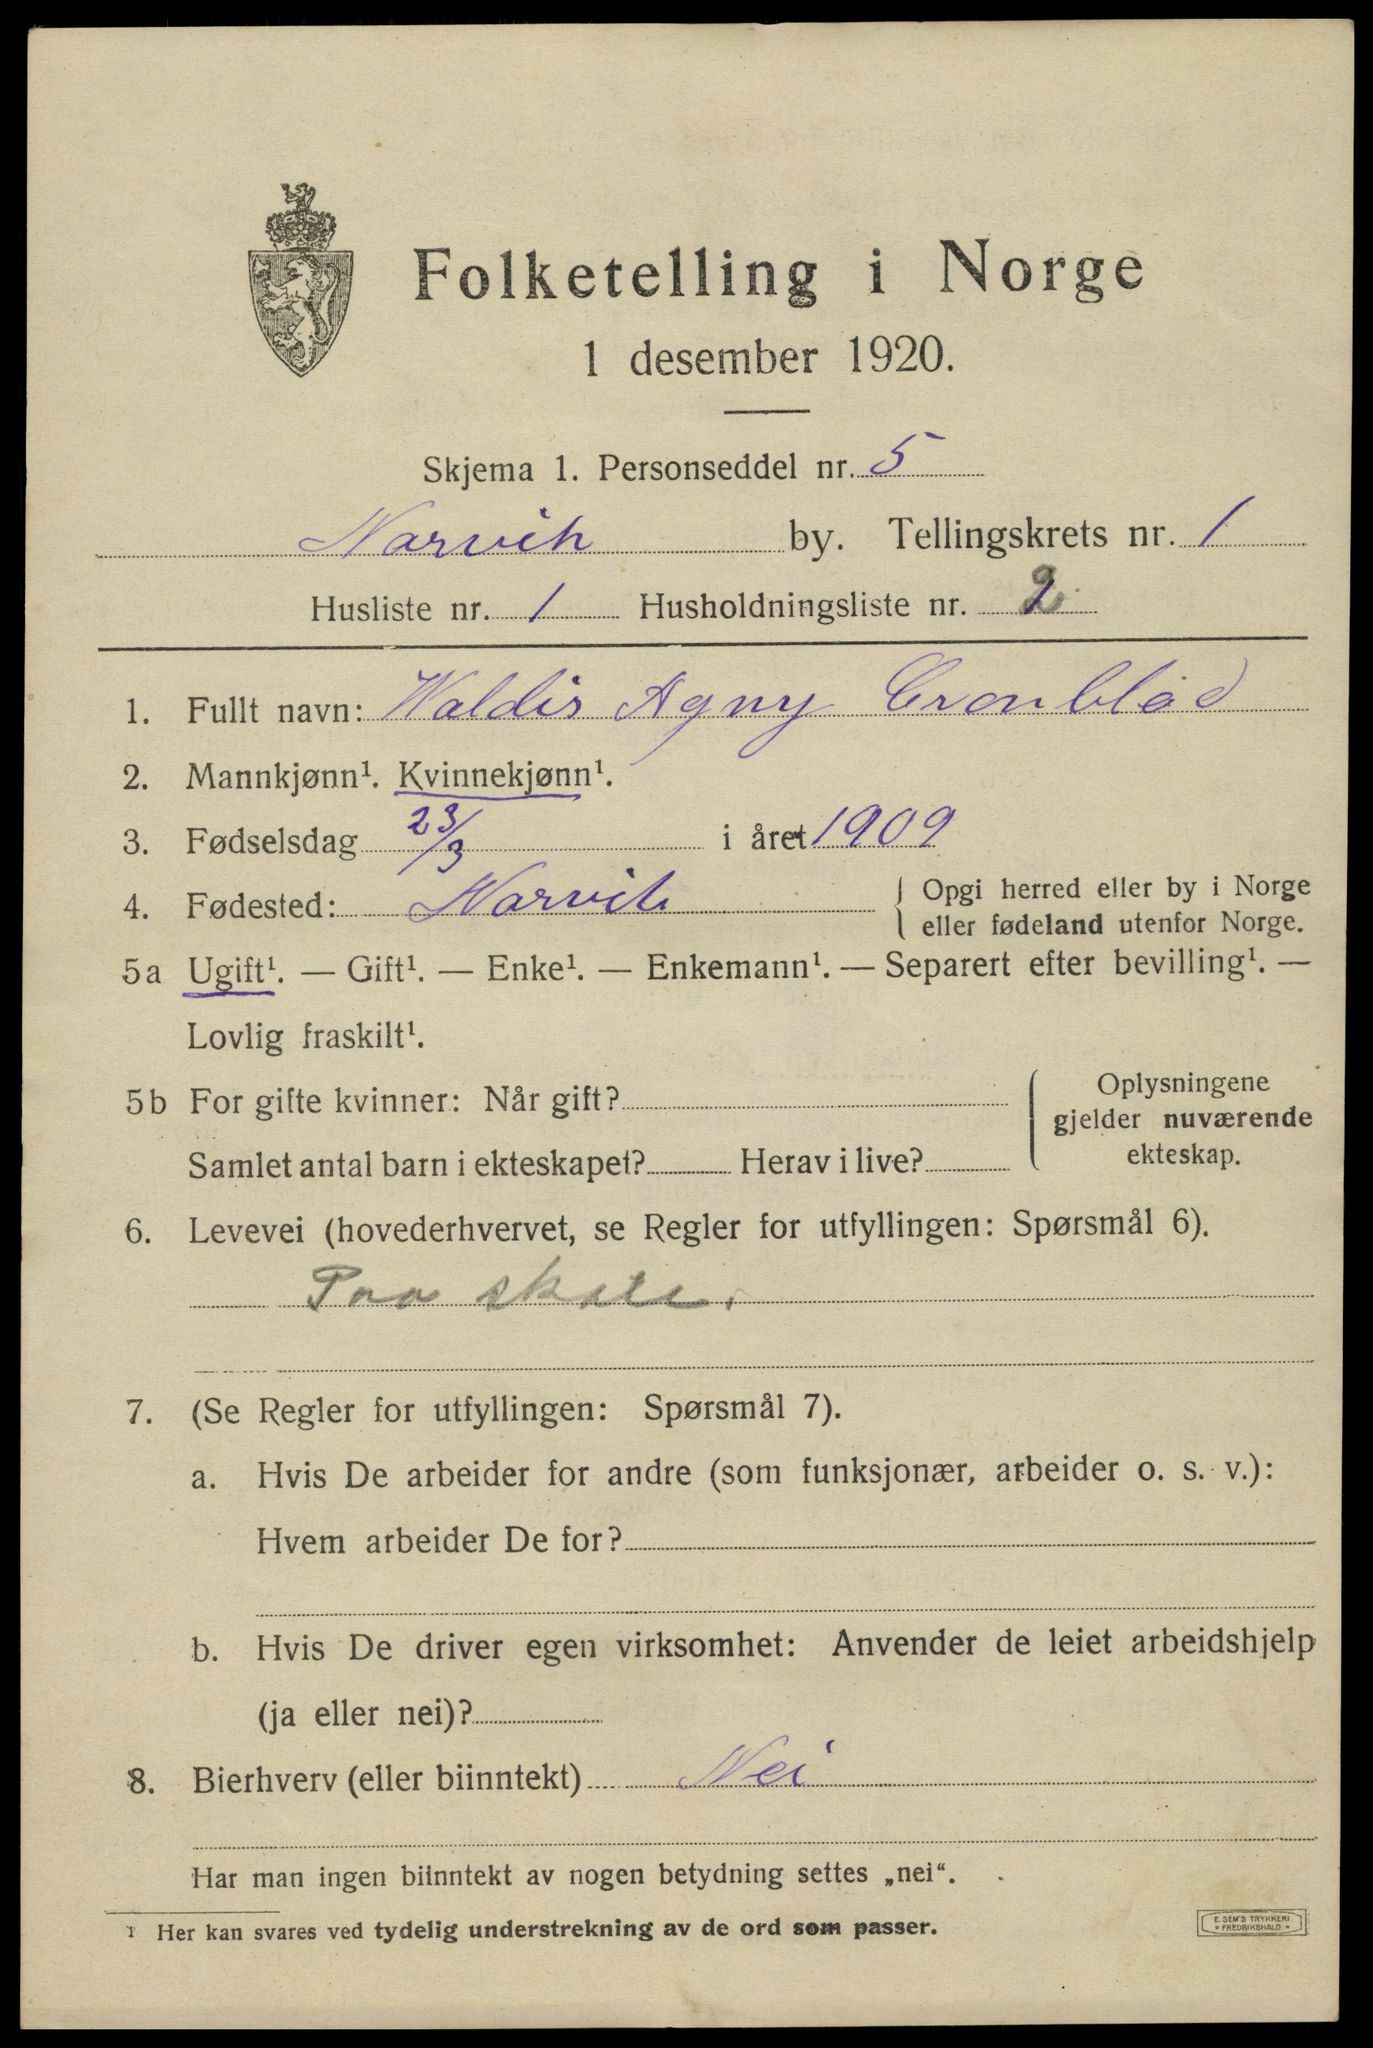 Folketelling i Norge
1 desember 1920.
Skjema 1. Personseddel nr. 5
Narvik by. Tellingskrets nr. 1
Husliste nr. 1 Husholdningsliste nr. 2
1. Fullt navn: Waldis Agny Cronblad
2. Mannkjønn¹. Kvinnekjønn¹.
3. Fødselsdag 23/3 i året 1909
4. Fødested: Narvik { Opgi herred eller by i Norge
eller fødeland utenfor Norge.
5a Ugift¹. — Gift¹. — Enke¹. — Enkemann¹. — Separert efter bevilling¹. —
Lovlig fraskilt¹.
5b For gifte kvinner: Når gift?
Samlet antal barn i ekteskapet? Herav i live?
Oplysningene
gjelder nuværende
ekteskap.
6. Levevei (hovederhvervet, se Regler for utfyllingen: Spørsmål 6).
Paa skole.
7. (Se Regler for utfyllingen: Spørsmål 7).
a. Hvis De arbeider for andre (som funksjonær, arbeider o. s. v.):
Hvem arbeider De for?
b. Hvis De driver egen virksomhet: Anvender de leiet arbeidshjelp
(ja eller nei)?
8. Bierhverv (eller biinntekt) Nei
Har man ingen biinntekt av nogen betydning settes „nei“.
¹ Her kan svares ved tydelig understrekning av de ord som passer.
E. SEM'S TRYKKERI
• FREDRIKSHALD •